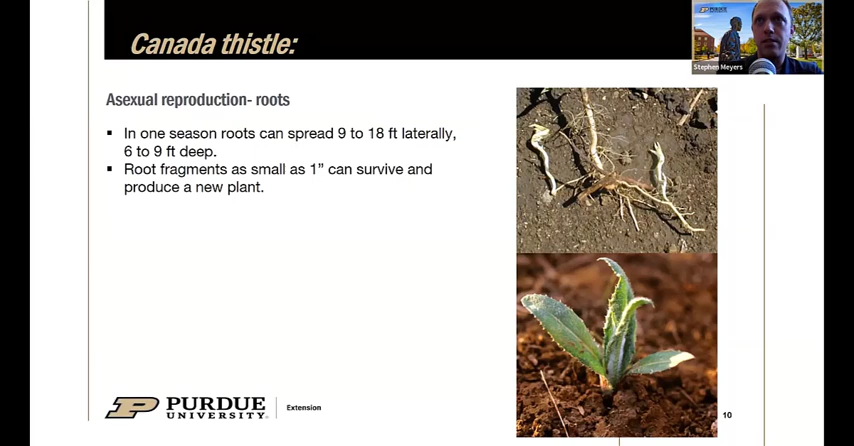 Canada thistle:
PURDUE
UNIVERSITY
Stephen Meyers
Asexual reproduction- roots
▪ In one season roots can spread 9 to 18 ft laterally,
6 to 9 ft deep.
▪ Root fragments as small as 1” can survive and
produce a new plant.
PURDUE
UNIVERSITY®
Extension
10